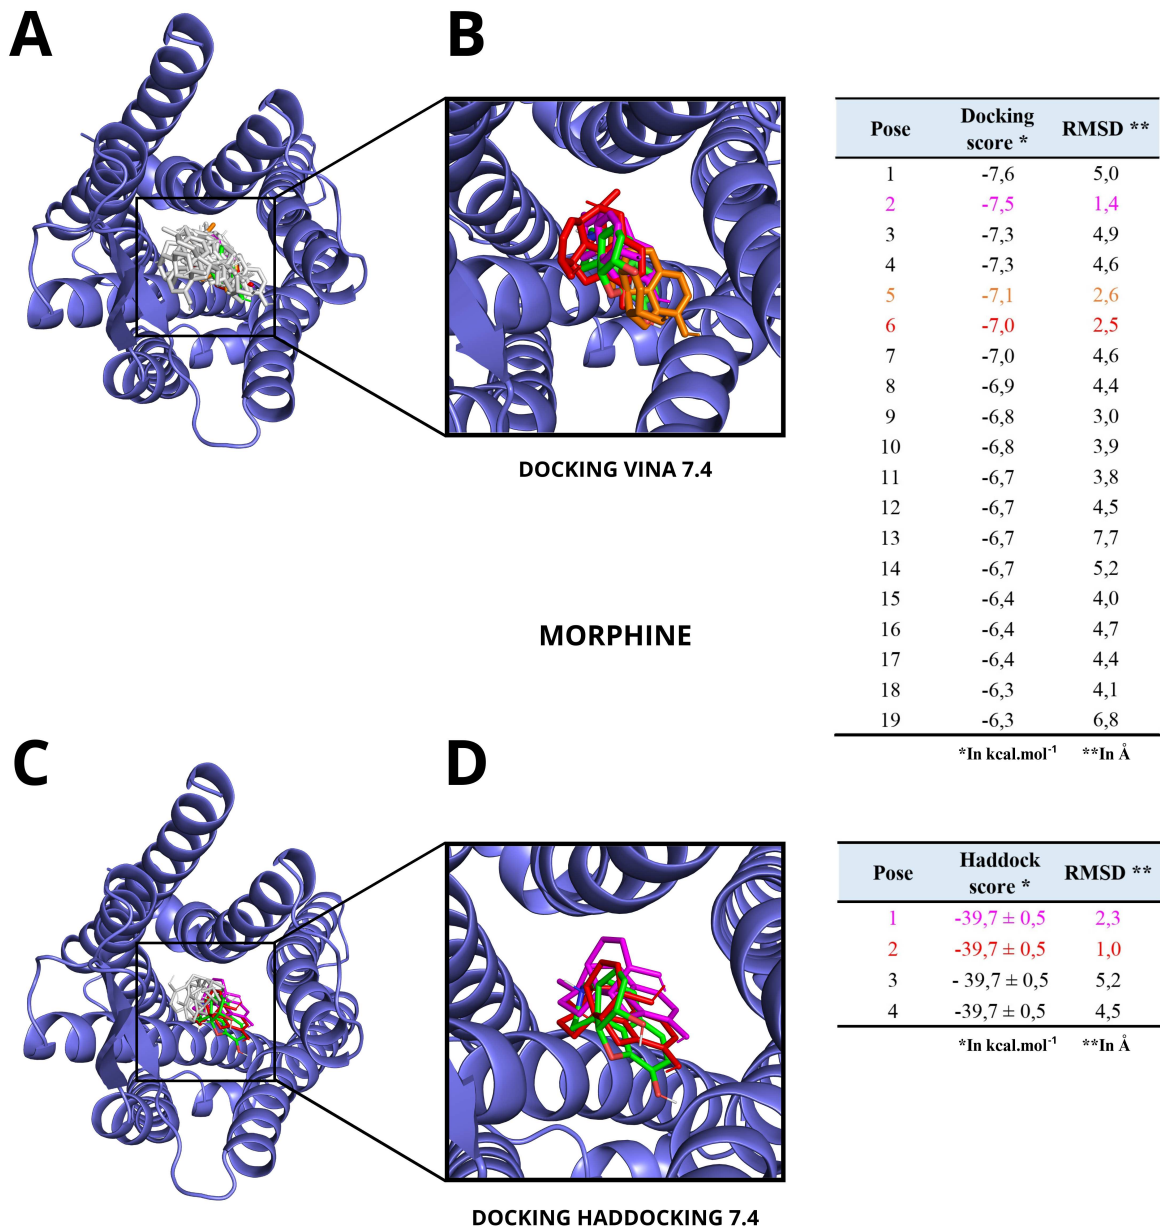 A
B
Pose Docking score * RMSD **
1 -7,6 5,0
2 -7,5 1,4
3 -7,3 4,9
4 -7,3 4,6
5 -7,1 2,6
6 -7,0 2,5
7 -7,0 4,6
8 -6,9 4,4
9 -6,8 3,0
10 -6,8 3,9
11 -6,7 3,8
12 -6,7 4,5
13 -6,7 7,7
14 -6,7 5,2
15 -6,4 4,0
16 -6,4 4,7
17 -6,4 4,4
18 -6,3 4,1
19 -6,3 6,8
*In kcal.mol⁻¹ **In Å
DOCKING VINA 7.4
MORPHINE
C
D
Pose Haddock score * RMSD **
1 -39,7 ± 0,5 2,3
2 -39,7 ± 0,5 1,0
3 - 39,7 ± 0,5 5,2
4 -39,7 ± 0,5 4,5
*In kcal.mol⁻¹ **In Å
DOCKING HADDOCKING 7.4